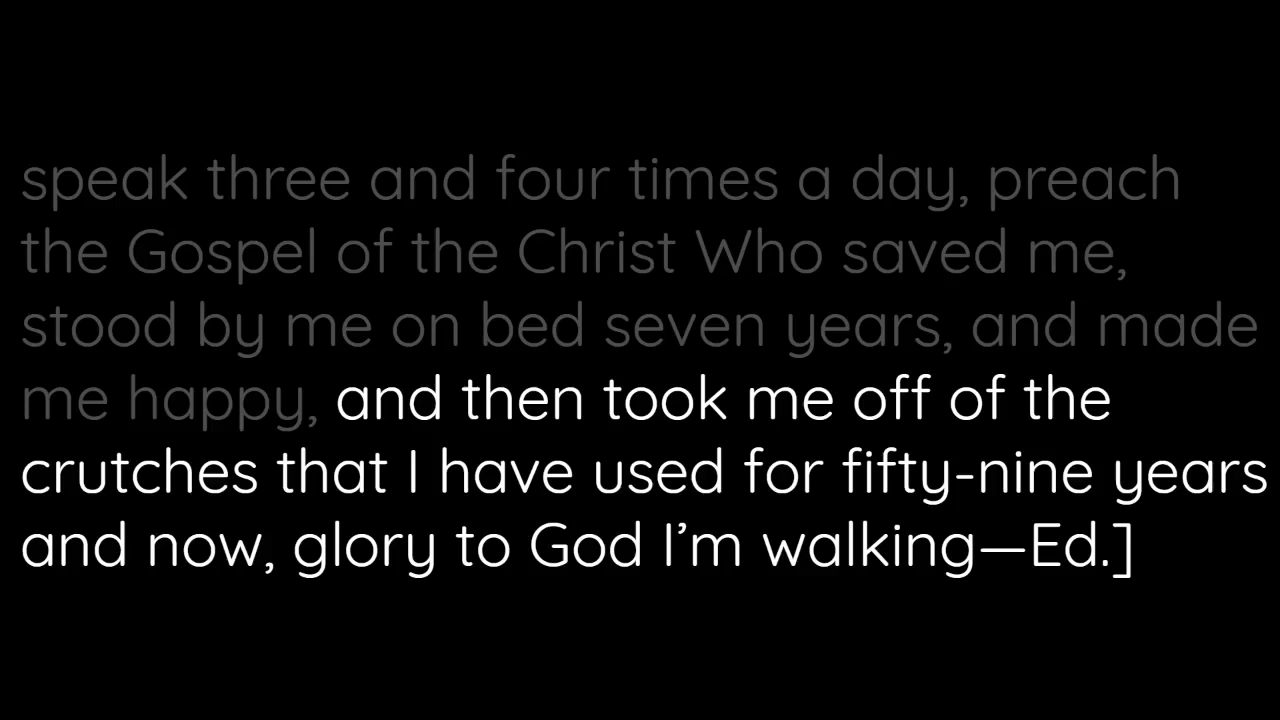 speak three and four times a day, preach
the Gospel of the Christ Who saved me,
stood by me on bed seven years, and made
me happy, and then took me off of the
crutches that I have used for fifty-nine years
and now, glory to God I’m walking—Ed.]